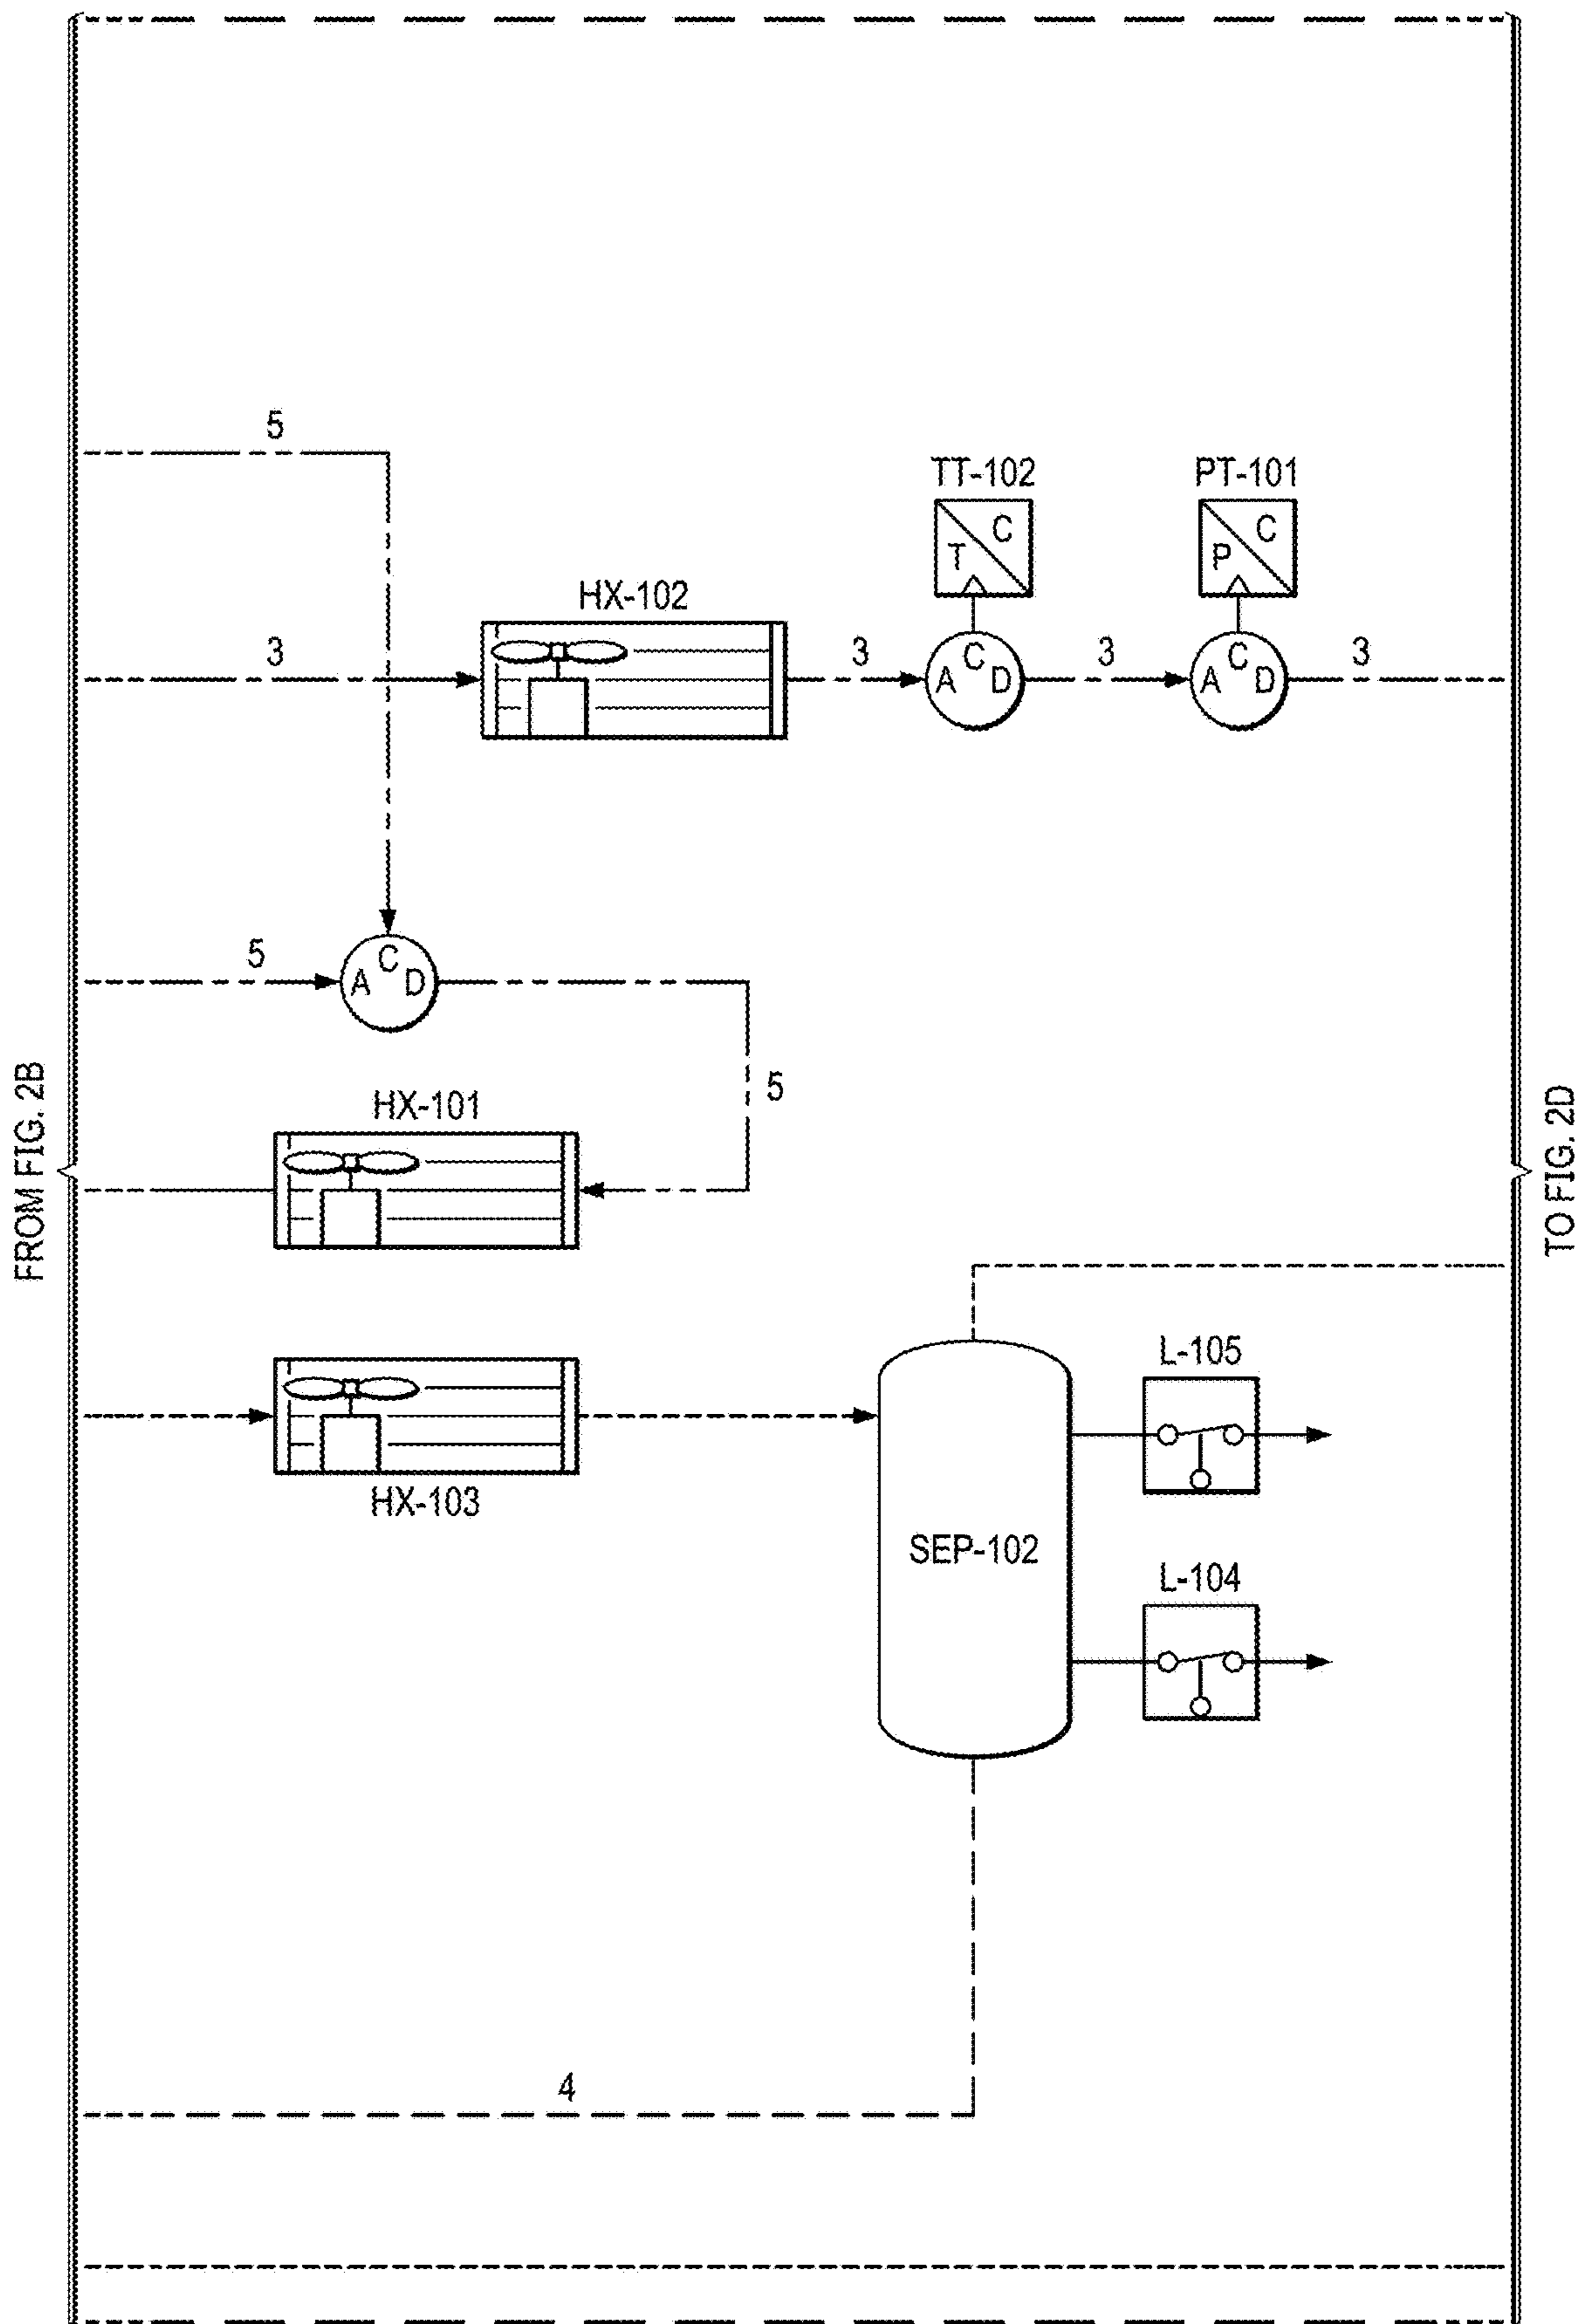 5
TT-102
PT-101
C
T
C
P
HX-102
3
3
A
C
D
3
A
C
D
3
5
A
C
D
5
HX-101
FROM FIG. 2B
TO FIG. 2D
L-105
HX-103
SEP-102
L-104
4